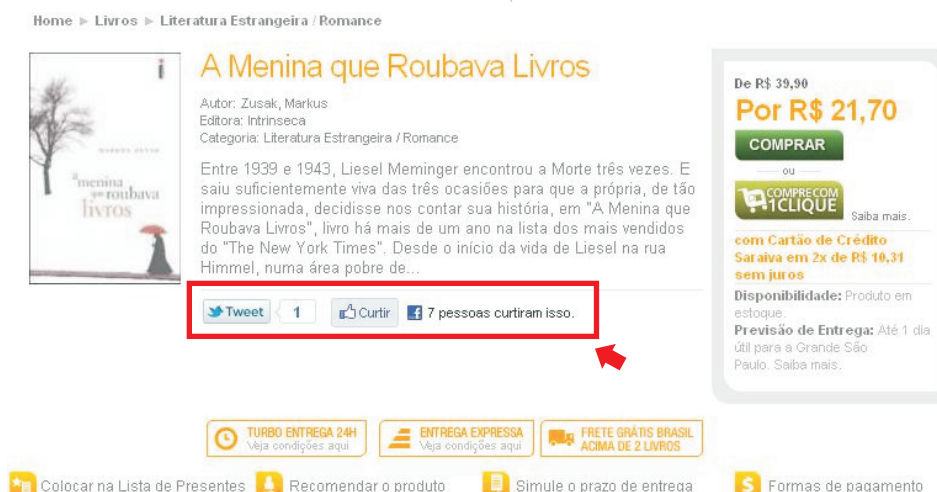 Home ▶ Livros ▶ Literatura Estrangeira / Romance
A Menina que Roubava Livros
Autor: Zusak, Markus
Editora: Intrinseca
Categoria: Literatura Estrangeira / Romance
Entre 1939 e 1943, Liesel Meminger encontrou a Morte três vezes. E
saiu suficientemente viva das três ocasiões para que a própria, de tão
impressionada, decidisse nos contar sua história, em "A Menina que
Roubava Livros", livro há mais de um ano na lista dos mais vendidos
do "The New York Times". Desde o início da vida de Liesel na rua
Himmel, numa área pobre de...
Tweet 1 Curtir 7 pessoas curtiram isso.
MARKUS ZUSAK
a menina
que roubava
livros
De R$ 39,90
Por R$ 21,70
COMPRAR
ou
COMPRE COM
1CLIQUE
Saiba mais.
com Cartão de Crédito
Saraiva em 2x de R$ 10,31
sem juros
Disponibilidade: Produto em
estoque.
Previsão de Entrega: Até 1 dia
útil para a Grande São
Paulo. Saiba mais.
TURBO ENTREGA 24H
Veja condições aqui
ENTREGA EXPRESSA
Veja condições aqui
FRETE GRÁTIS BRASIL
ACIMA DE 2 LIVROS
Colocar na Lista de Presentes Recomendar o produto Simule o prazo de entrega Formas de pagamento